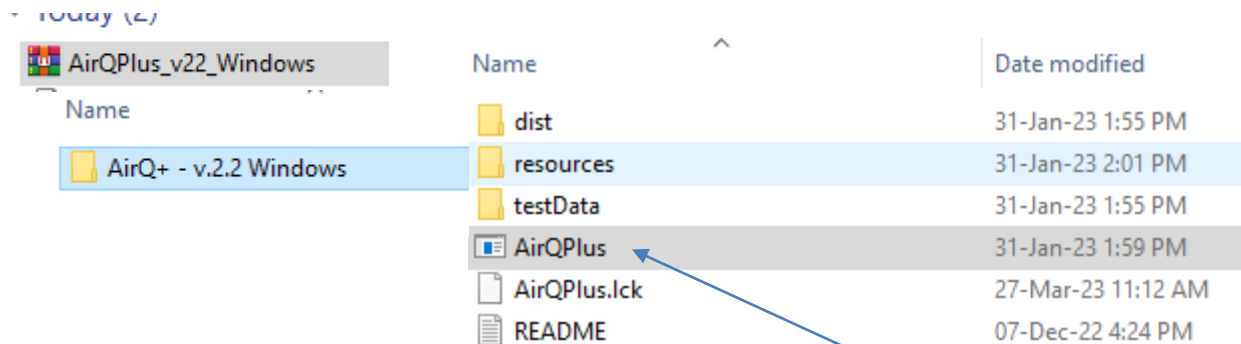 Today (2)
AirQPlus_v22_Windows
Name
AirQ+ - v.2.2 Windows
Name Date modified
dist 31-Jan-23 1:55 PM
resources 31-Jan-23 2:01 PM
testData 31-Jan-23 1:55 PM
AirQPlus 31-Jan-23 1:59 PM
AirQPlus.lck 27-Mar-23 11:12 AM
README 07-Dec-22 4:24 PM